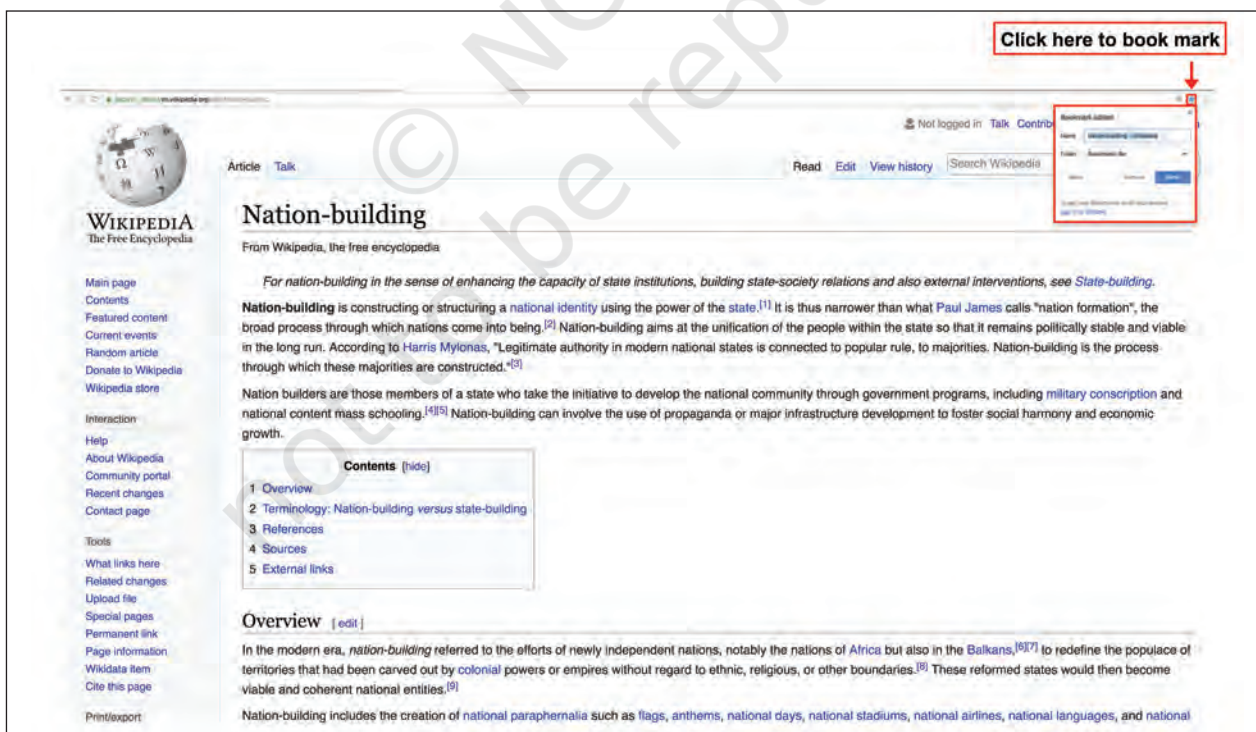 Click here to book mark
Not logged in Talk Contrib
Bookmark added
Article Talk
Read Edit View history Search Wikipedia
WIKIPEDIA
The Free Encyclopedia
Nation-building
From Wikipedia, the free encyclopedia
Main page
Contents
Featured content
Current events
Random article
Donate to Wikipedia
Wikipedia store
Interaction
Help
About Wikipedia
Community portal
Recent changes
Contact page
Tools
What links here
Related changes
Upload file
Special pages
Permanent link
Page information
Wikidata item
Cite this page
Print/export
For nation-building in the sense of enhancing the capacity of state institutions, building state-society relations and also external interventions, see State-building.
Nation-building is constructing or structuring a national identity using the power of the state.[1] It is thus narrower than what Paul James calls "nation formation", the
broad process through which nations come into being.[2] Nation-building aims at the unification of the people within the state so that it remains politically stable and viable
in the long run. According to Harris Mylonas, "Legitimate authority in modern national states is connected to popular rule, to majorities. Nation-building is the process
through which these majorities are constructed."[3]
Nation builders are those members of a state who take the initiative to develop the national community through government programs, including military conscription and
national content mass schooling.[4][5] Nation-building can involve the use of propaganda or major infrastructure development to foster social harmony and economic
growth.
Contents [hide]
1 Overview
2 Terminology: Nation-building versus state-building
3 References
4 Sources
5 External links
Overview [edit]
In the modern era, nation-building referred to the efforts of newly independent nations, notably the nations of Africa but also in the Balkans,[6][7] to redefine the populace of
territories that had been carved out by colonial powers or empires without regard to ethnic, religious, or other boundaries.[8] These reformed states would then become
viable and coherent national entities.[9]
Nation-building includes the creation of national paraphernalia such as flags, anthems, national days, national stadiums, national airlines, national languages, and national
© 
not to be rep